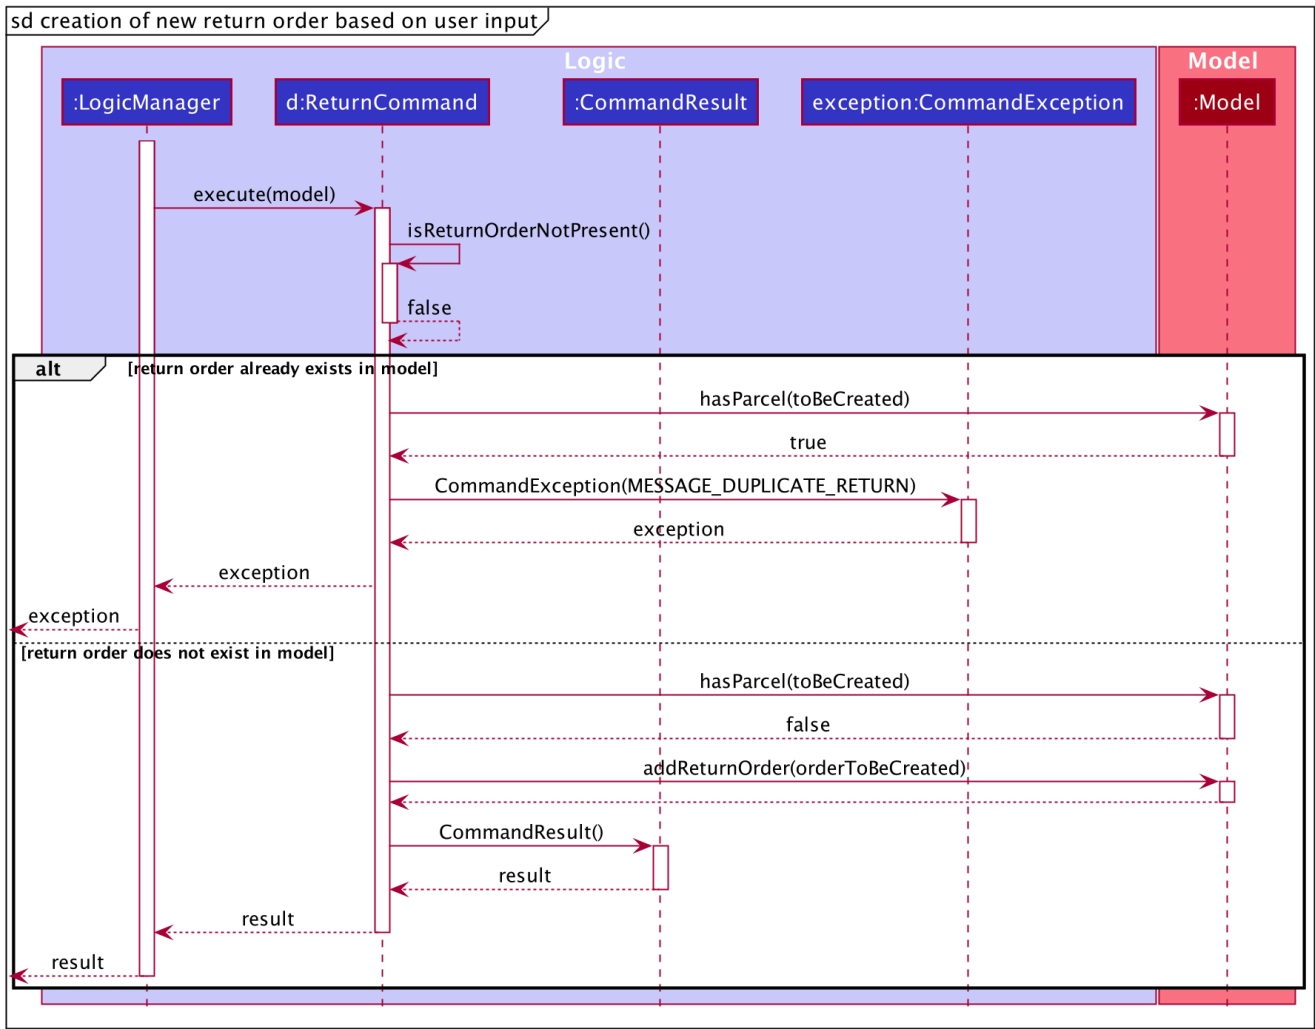 sd creation of new return order based on user input
Logic
Model
:LogicManager
d:ReturnCommand
:CommandResult
exception:CommandException
:Model
execute(model)
isReturnOrderNotPresent()
false
alt
[return order already exists in model]
hasParcel(toBeCreated)
true
CommandException(MESSAGE_DUPLICATE_RETURN)
exception
exception
exception
[return order does not exist in model]
hasParcel(toBeCreated)
false
addReturnOrder(orderToBeCreated)
CommandResult()
result
result
result